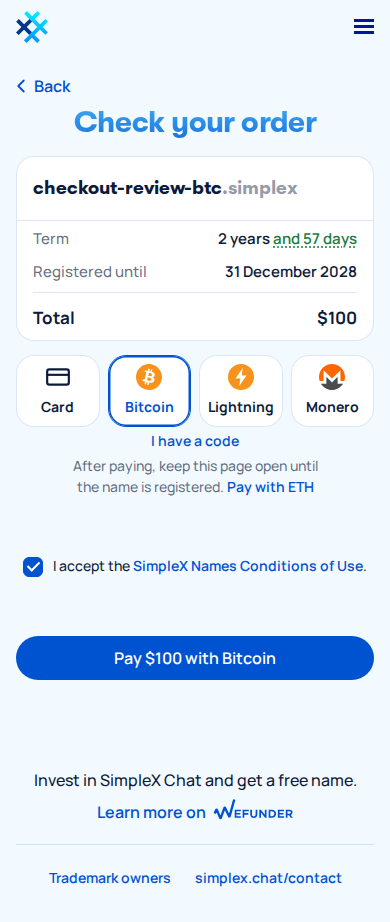 Back
Check your order
checkout-review-btc.simplex
Term 2 years and 57 days
Registered until 31 December 2028
Total $100
Card Bitcoin Lightning Monero
I have a code
After paying, keep this page open until
the name is registered. Pay with ETH
I accept the SimpleX Names Conditions of Use.
Pay $100 with Bitcoin
Invest in SimpleX Chat and get a free name.
Learn more on WEFUNDER
Trademark owners simplex.chat/contact